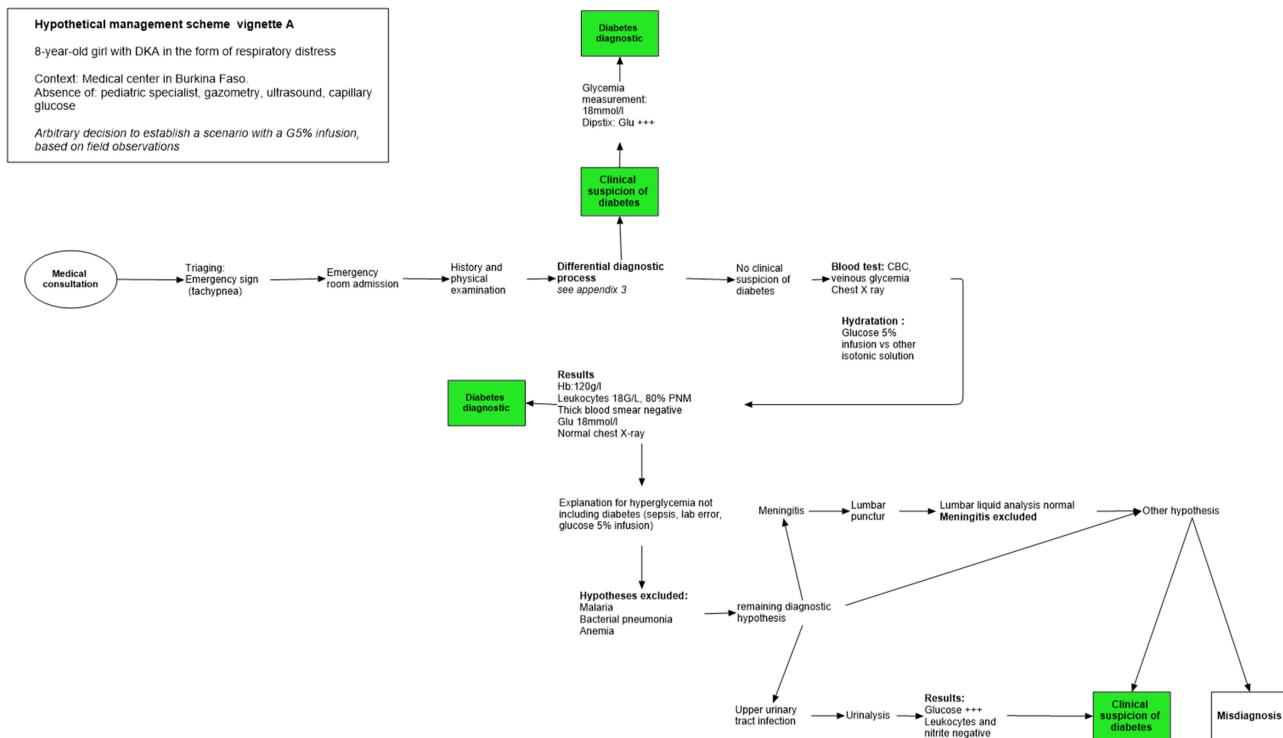 Hypothetical management scheme  vignette A
8-year-old girl with DKA in the form of respiratory distress
Context: Medical center in Burkina Faso.
Absence of: pediatric specialist, gazometry, ultrasound, capillary
glucose
Arbitrary decision to establish a scenario with a G5% infusion,
based on field observations
Diabetes
diagnostic
Glycemia
measurement:
18mmol/l
Dipstix: Glu +++
Clinical
suspicion of
diabetes
Medical
consultation
Triaging:
Emergency sign
(tachypnea)
Emergency
room admission
History and
physical
examination
Differential diagnostic
process
see appendix 3
No clinical
suspicion of
diabetes
Blood test: CBC,
veinous glycemia
Chest X ray
Hydratation :
Glucose 5%
infusion vs other
isotonic solution
Diabetes
diagnostic
Results
Hb:120g/l
Leukocytes 18G/L, 80% PNM
Thick blood smear negative
Glu 18mmol/l
Normal chest X-ray
Explanation for hyperglycemia not
including diabetes (sepsis, lab error,
glucose 5% infusion)
Meningitis
Lumbar
punctur
Lumbar liquid analysis normal
Meningitis excluded
Other hypothesis
Hypotheses excluded:
Malaria
Bacterial pneumonia
Anemia
remaining diagnostic
hypothesis
Upper urinary
tract infection
Urinalysis
Results:
Glucose +++
Leukocytes and
nitrite negative
Clinical
suspicion of
diabetes
Misdiagnosis